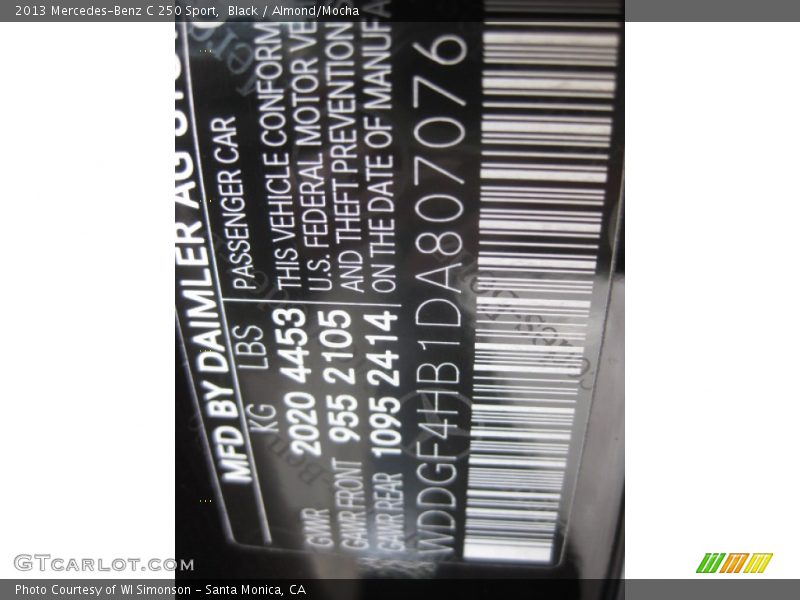 2013 Mercedes-Benz C 250 Sport,  Black / Almond/Mocha
MFD BY DAIMLER AG
KG LBS PASSENGER CAR
GWR 2020 4453 THIS VEHICLE CONFORM
GAWR FRONT 955 2105 U.S. FEDERAL MOTOR VE
GAWR REAR 1095 2414 AND THEFT PREVENTION
ON THE DATE OF MANUFA
WDDGF4HB1DA807076
GTCARLOT.COM
Photo Courtesy of WI Simonson - Santa Monica, CA